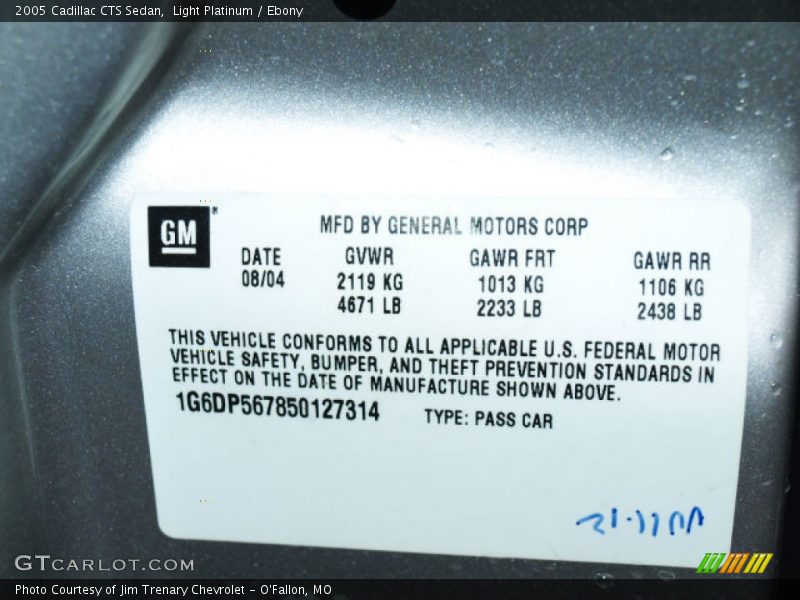 2005 Cadillac CTS Sedan, Light Platinum / Ebony
GM
MFD BY GENERAL MOTORS CORP
DATE GVWR GAWR FRT GAWR RR
08/04 2119 KG 1013 KG 1106 KG
4671 LB 2233 LB 2438 LB
THIS VEHICLE CONFORMS TO ALL APPLICABLE U.S. FEDERAL MOTOR
VEHICLE SAFETY, BUMPER, AND THEFT PREVENTION STANDARDS IN
EFFECT ON THE DATE OF MANUFACTURE SHOWN ABOVE.
1G6DP567850127314 TYPE: PASS CAR
GTCARLOT.COM
Photo Courtesy of Jim Trenary Chevrolet - O'Fallon, MO